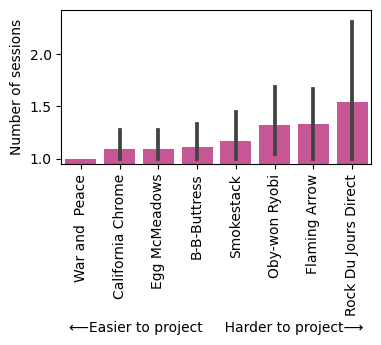 Number of sessions
2.0
1.5
1.0
War and  Peace
California Chrome
Egg McMeadows
B-B-Buttress
Smokestack
Oby-won Ryobi
Flaming Arrow
Rock Du Jours Direct
⟵Easier to project     Harder to project⟶